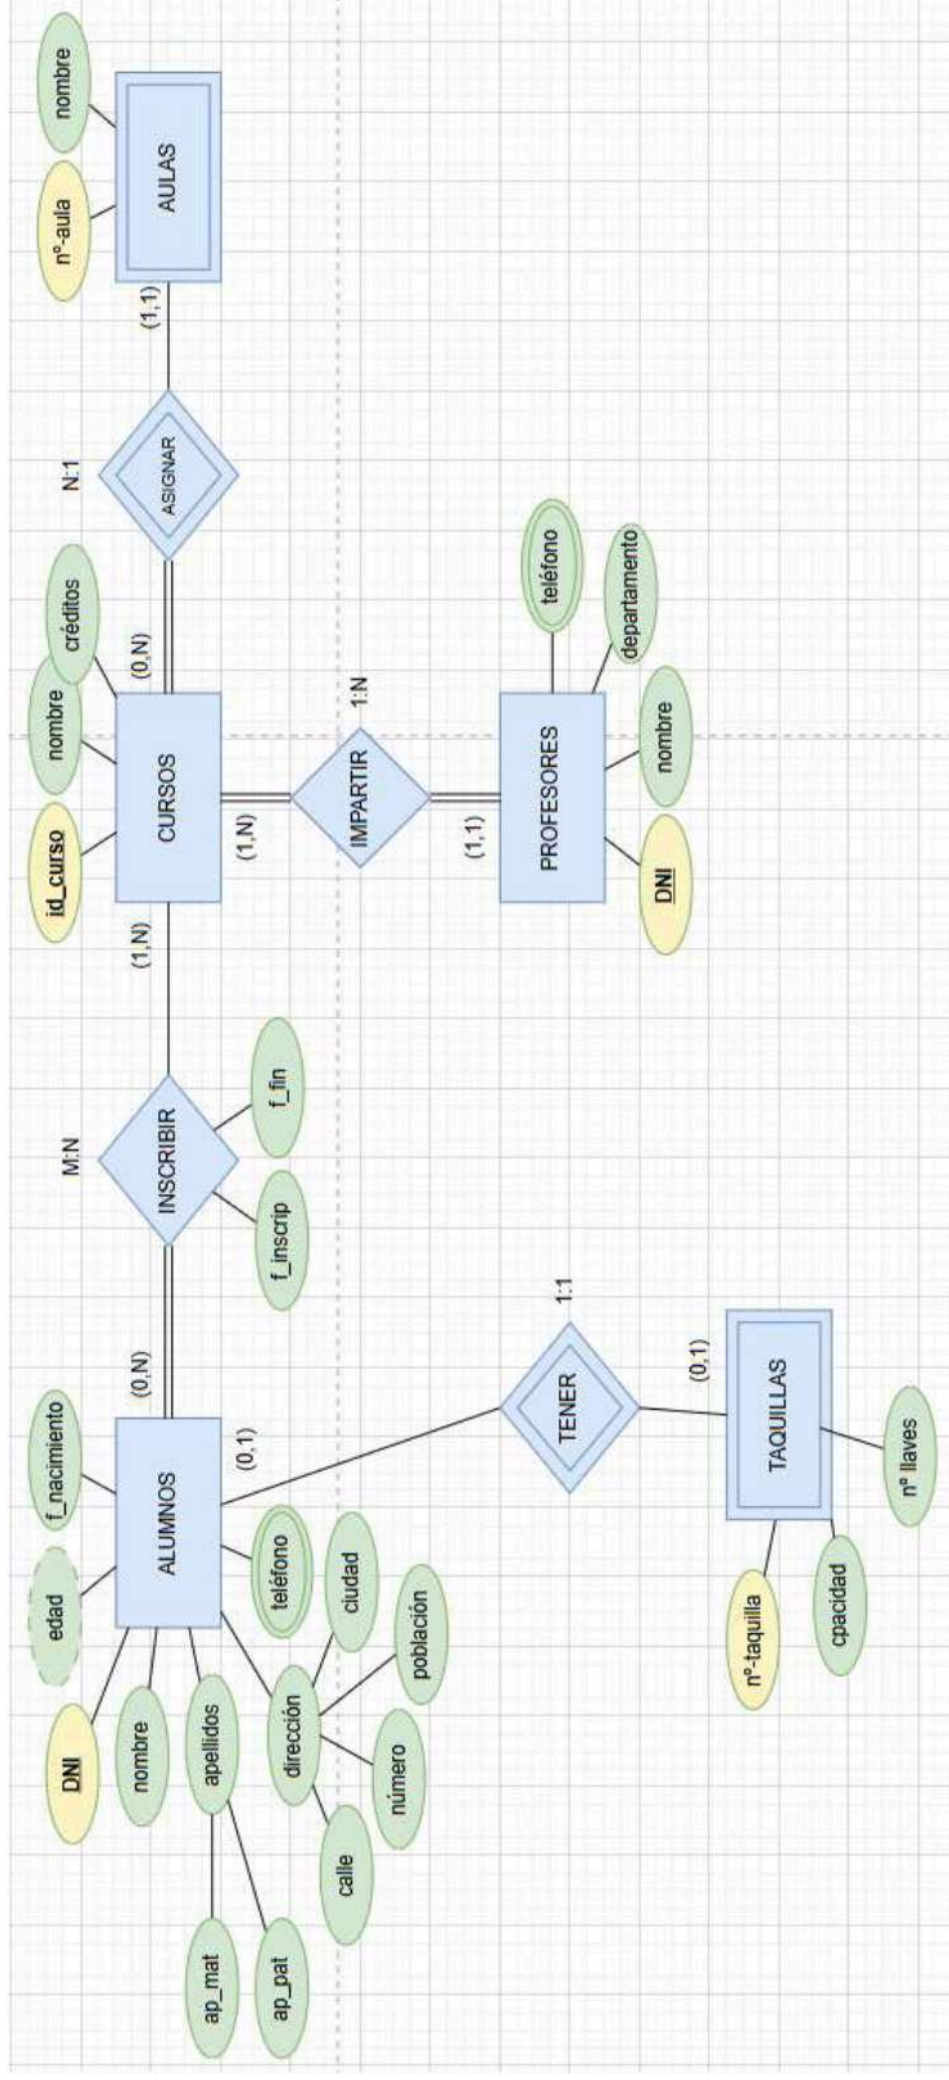 edad
f_nacimiento
DNI
nombre
apellidos
ap_mat
ap_pat
dirección
calle
número
población
ciudad
teléfono
ALUMNOS
(0,N)
(0,1)
M:N
INSCRIBIR
f_inscrip
f_fin
(1,N)
id_curso
nombre
créditos
CURSOS
(0,N)
N:1
ASIGNAR
(1,1)
nº-aula
nombre
AULAS
(1,N)
IMPARTIR
1:N
(1,1)
PROFESORES
DNI
nombre
departamento
teléfono
TENER
1:1
(0,1)
TAQUILLAS
nº-taquilla
cpacidad
nº llaves